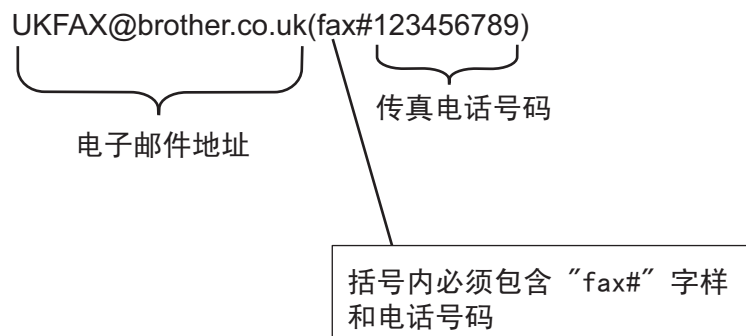 UKFAX@brother.co.uk(fax#123456789)
传真电话号码
电子邮件地址
括号内必须包含 "fax#" 字样
和电话号码